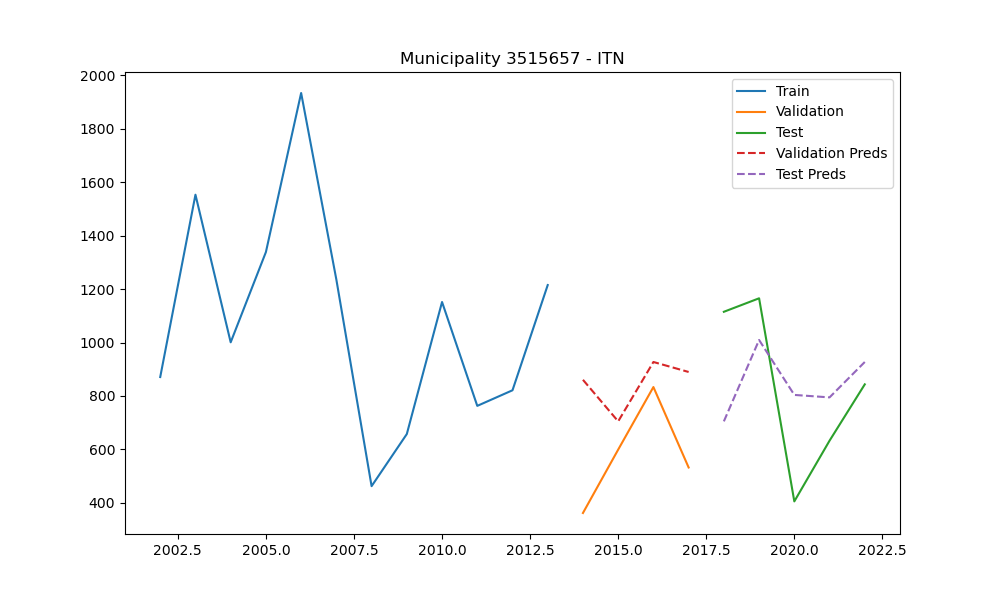 Municipality 3515657 - ITN
2000
1800
1600
1400
1200
1000
800
600
400
Train
Validation
Test
Validation Preds
Test Preds
2002.5 2005.0 2007.5 2010.0 2012.5 2015.0 2017.5 2020.0 2022.5